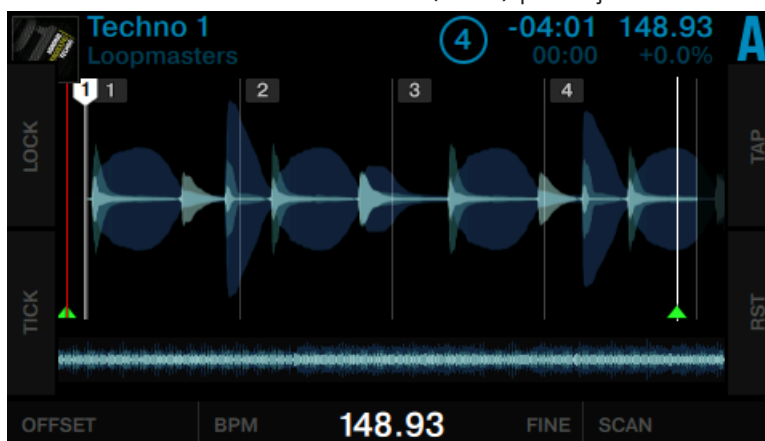 Techno 1
Loopmasters
4
-04:01
00:00
148.93
+0.0%
A
LOCK
TICK
1 1 2 3 4
TAP
RST
OFFSET BPM 148.93 FINE SCAN